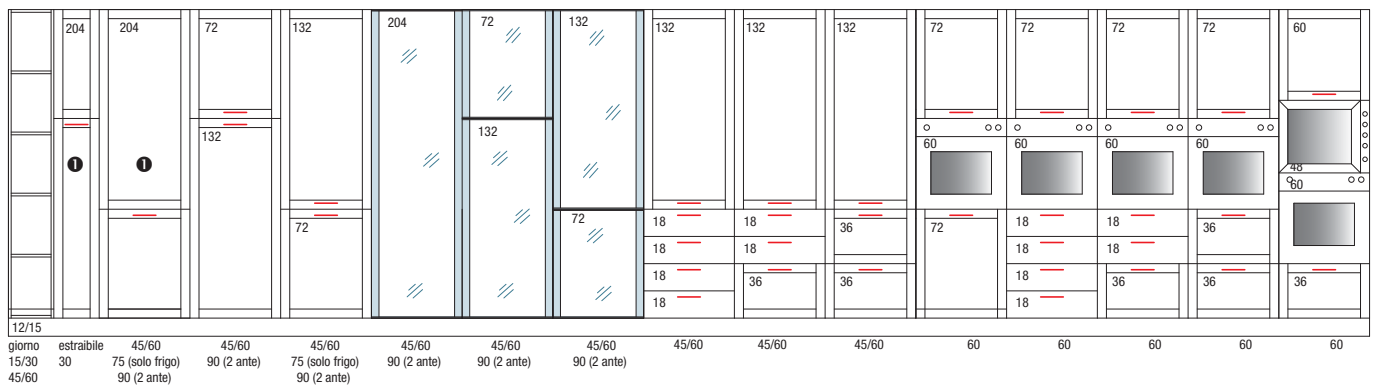 204 204 72 132 204 72 132 132 132 132 72 72 72 72 60
132 132 60 60 60 60
❶ ❶ 48
60
72 72 18 18 36 72 18 18 36
18 18 18 18
18 36 36 18 36 36 36
18 18
12/15
giorno estraibile 45/60 45/60 45/60 45/60 45/60 45/60 45/60 45/60 45/60 60 60 60 60 60
15/30 30 75 (solo frigo) 90 (2 ante) 75 (solo frigo) 90 (2 ante) 90 (2 ante) 90 (2 ante)
45/60 90 (2 ante) 90 (2 ante)